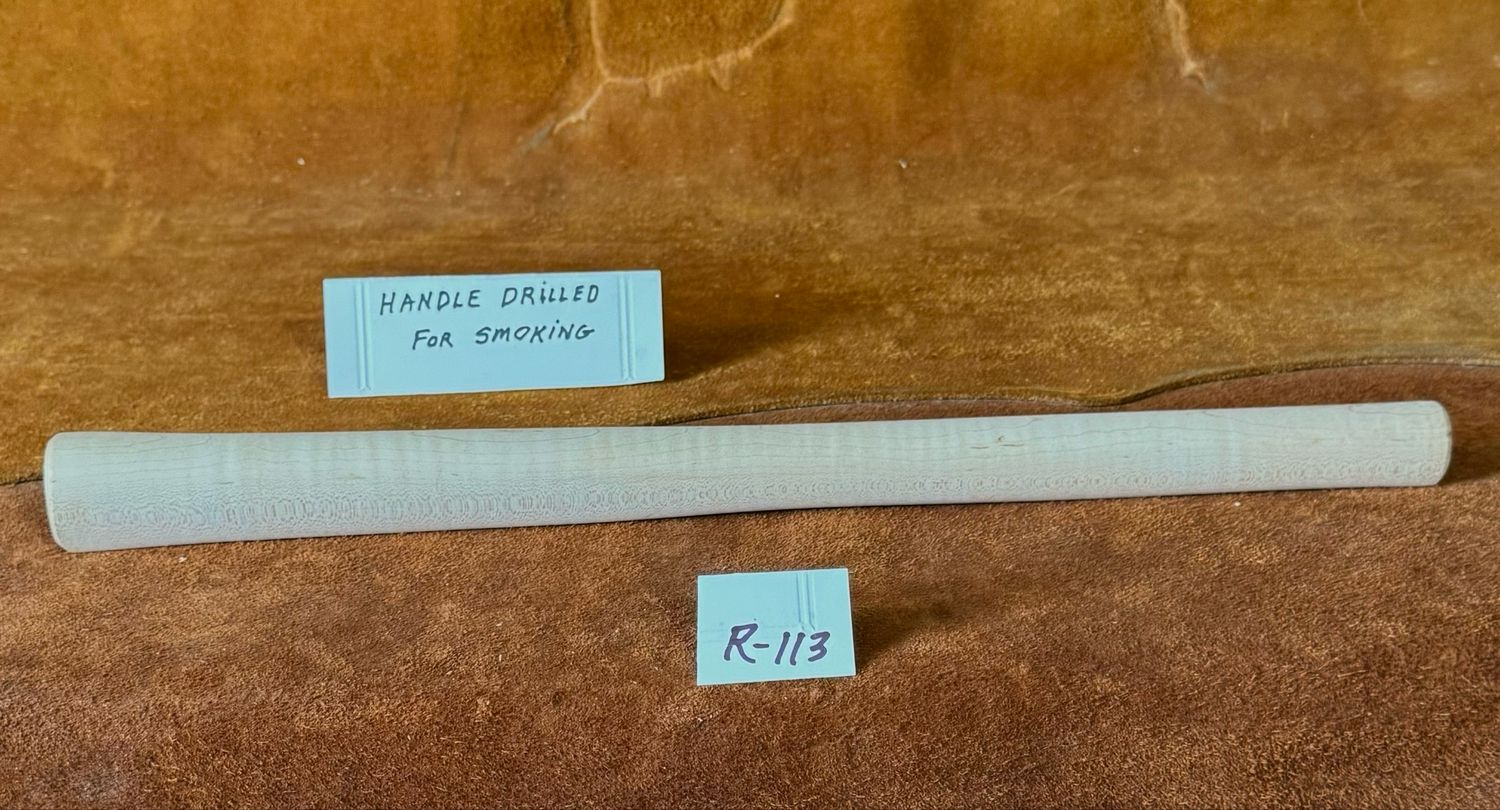 HANDLE DRiLLED
FOR SMOKiNG
R-113